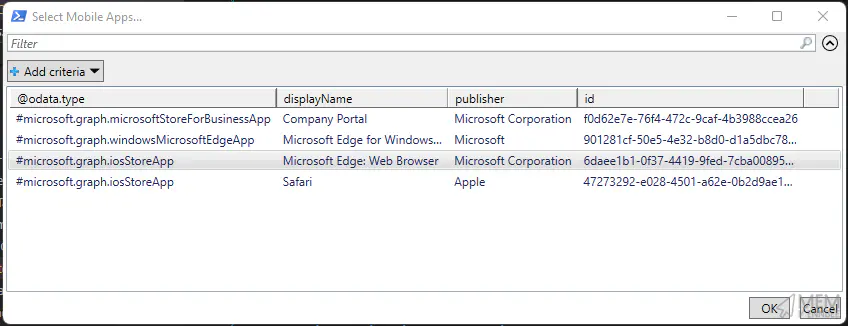 Select Mobile Apps...
Filter
Add criteria
@odata.type displayName publisher id
#microsoft.graph.microsoftStoreForBusinessApp Company Portal Microsoft Corporation f0d62e7e-76f4-472c-9caf-4b3988ccea26
#microsoft.graph.windowsMicrosoftEdgeApp Microsoft Edge for Windows... Microsoft 901281cf-50e5-4e32-b8d0-d1a5dbc78...
#microsoft.graph.iosStoreApp Microsoft Edge: Web Browser Microsoft Corporation 6daee1b1-0f37-4419-9fed-7cba00895...
#microsoft.graph.iosStoreApp Safari Apple 47273292-e028-4501-a62e-0b2d9ae1...
OK Cancel